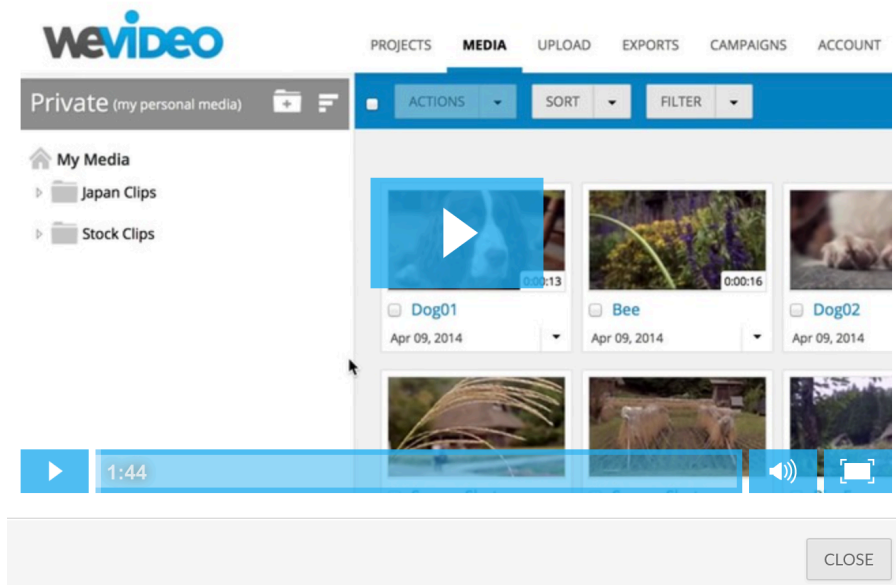 WEVIDEO
PROJECTS MEDIA UPLOAD EXPORTS CAMPAIGNS ACCOUNT
Private (my personal media)
ACTIONS SORT FILTER
My Media
Japan Clips
Stock Clips
0:00:13 0:00:16
Dog01 Bee Dog02
Apr 09, 2014 Apr 09, 2014 Apr 09, 2014
1:44
CLOSE